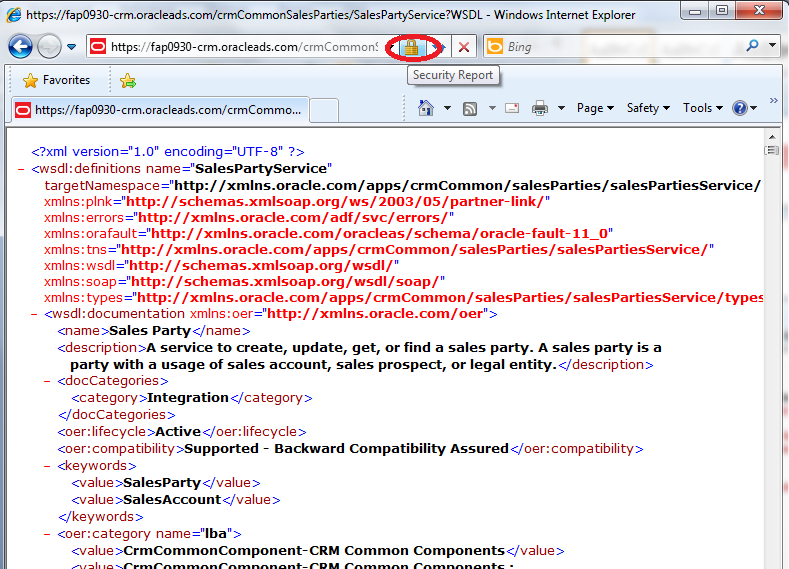 https://fap0930-crm.oracleads.com/crmCommonSalesParties/SalesPartyService?WSDL - Windows Internet Explorer
https://fap0930-crm.oracleads.com/crmCommonS
Bing
Security Report
Favorites
https://fap0930-crm.oracleads.com/crmCommo...
Page
Safety
Tools
<?xml version="1.0" encoding="UTF-8" ?>
- <wsdl:definitions name="SalesPartyService"
targetNamespace="http://xmlns.oracle.com/apps/crmCommon/salesParties/salesPartiesService/
xmlns:plnk="http://schemas.xmlsoap.org/ws/2003/05/partner-link/"
xmlns:errors="http://xmlns.oracle.com/adf/svc/errors/"
xmlns:orafault="http://xmlns.oracle.com/oracleas/schema/oracle-fault-11_0"
xmlns:tns="http://xmlns.oracle.com/apps/crmCommon/salesParties/salesPartiesService/"
xmlns:wsdl="http://schemas.xmlsoap.org/wsdl/"
xmlns:soap="http://schemas.xmlsoap.org/wsdl/soap/"
xmlns:types="http://xmlns.oracle.com/apps/crmCommon/salesParties/salesPartiesService/types
- <wsdl:documentation xmlns:oer="http://xmlns.oracle.com/oer">
<name>Sales Party</name>
<description>A service to create, update, get, or find a sales party. A sales party is a
party with a usage of sales account, sales prospect, or legal entity.</description>
- <docCategories>
<category>Integration</category>
</docCategories>
<oer:lifecycle>Active</oer:lifecycle>
<oer:compatibility>Supported - Backward Compatibility Assured</oer:compatibility>
- <keywords>
<value>SalesParty</value>
<value>SalesAccount</value>
</keywords>
- <oer:category name="lba">
<value>CrmCommonComponent-CRM Common Components</value>
<value>CrmCommonComponent-CRM Common Components :